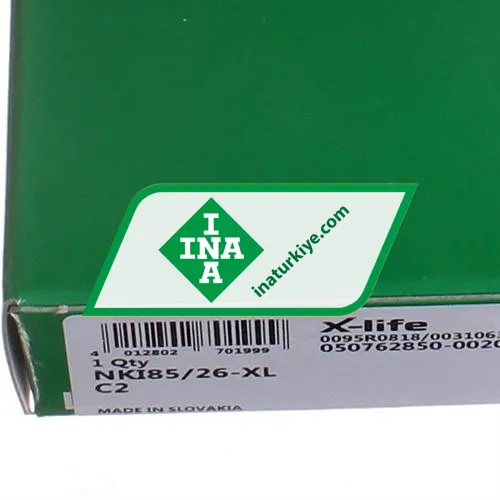 I
INA
A
inaturkiye.com
X-life
0095R0818/0031063
050762850-0020
4 012802 701999
1 Qty
NKI85/26-XL
C2
MADE IN SLOVAKIA